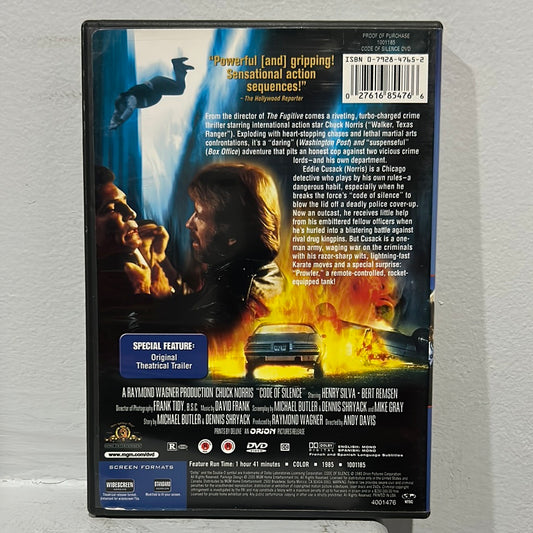 PROOF OF PURCHASE
1001185
CODE OF SILENCE DVD
ISBN 0-7928-4765-2
0 27616 85476 6
"Powerful [and] gripping!
Sensational action
sequences!"
- The Hollywood Reporter
From the director of The Fugitive comes a riveting, turbo-charged crime
thriller starring international action star Chuck Norris ("Walker, Texas
Ranger"). Exploding with heart-stopping chases and lethal martial arts
confrontations, it's a "daring" (Washington Post) and "suspenseful"
(Box Office) adventure that pits an honest cop against two vicious crime
lords—and his own department.
Eddie Cusack (Norris) is a Chicago
detective who plays by his own rules–a
dangerous habit, especially when he
breaks the force's "code of silence" to
blow the lid off a deadly police cover-up.
Now an outcast, he receives little help
from his embittered fellow officers when
he's hurled into a blistering battle against
rival drug kingpins. But Cusack is a one-
man army, waging war on the criminals
with his razor-sharp wits, lightning-fast
Karate moves and a special surprise:
"Prowler," a remote-controlled, rocket-
equipped tank!
SPECIAL FEATURE:
Original
Theatrical Trailer
A RAYMOND WAGNER PRODUCTION CHUCK NORRIS "CODE OF SILENCE" Starring HENRY SILVA · BERT REMSEN
Director of Photography FRANK TIDY, B.S.C. Music by DAVID FRANK Screenplay by MICHAEL BUTLER & DENNIS SHRYACK and MIKE GRAY
Story by MICHAEL BUTLER & DENNIS SHRYACK Produced by RAYMOND WAGNER Directed by ANDY DAVIS
PRINTS BY DELUXE AN ORION PICTURES RELEASE
www.mgm.com/dvd
R
DVD VIDEO
DOLBY DIGITAL
ENGLISH: MONO
SPANISH: MONO
French and Spanish Language Subtitles
SCREEN FORMATS
Feature Run Time: 1 hour 41 minutes • COLOR • 1985 • 1001185
WIDESCREEN
STANDARD
4001476
NTSC